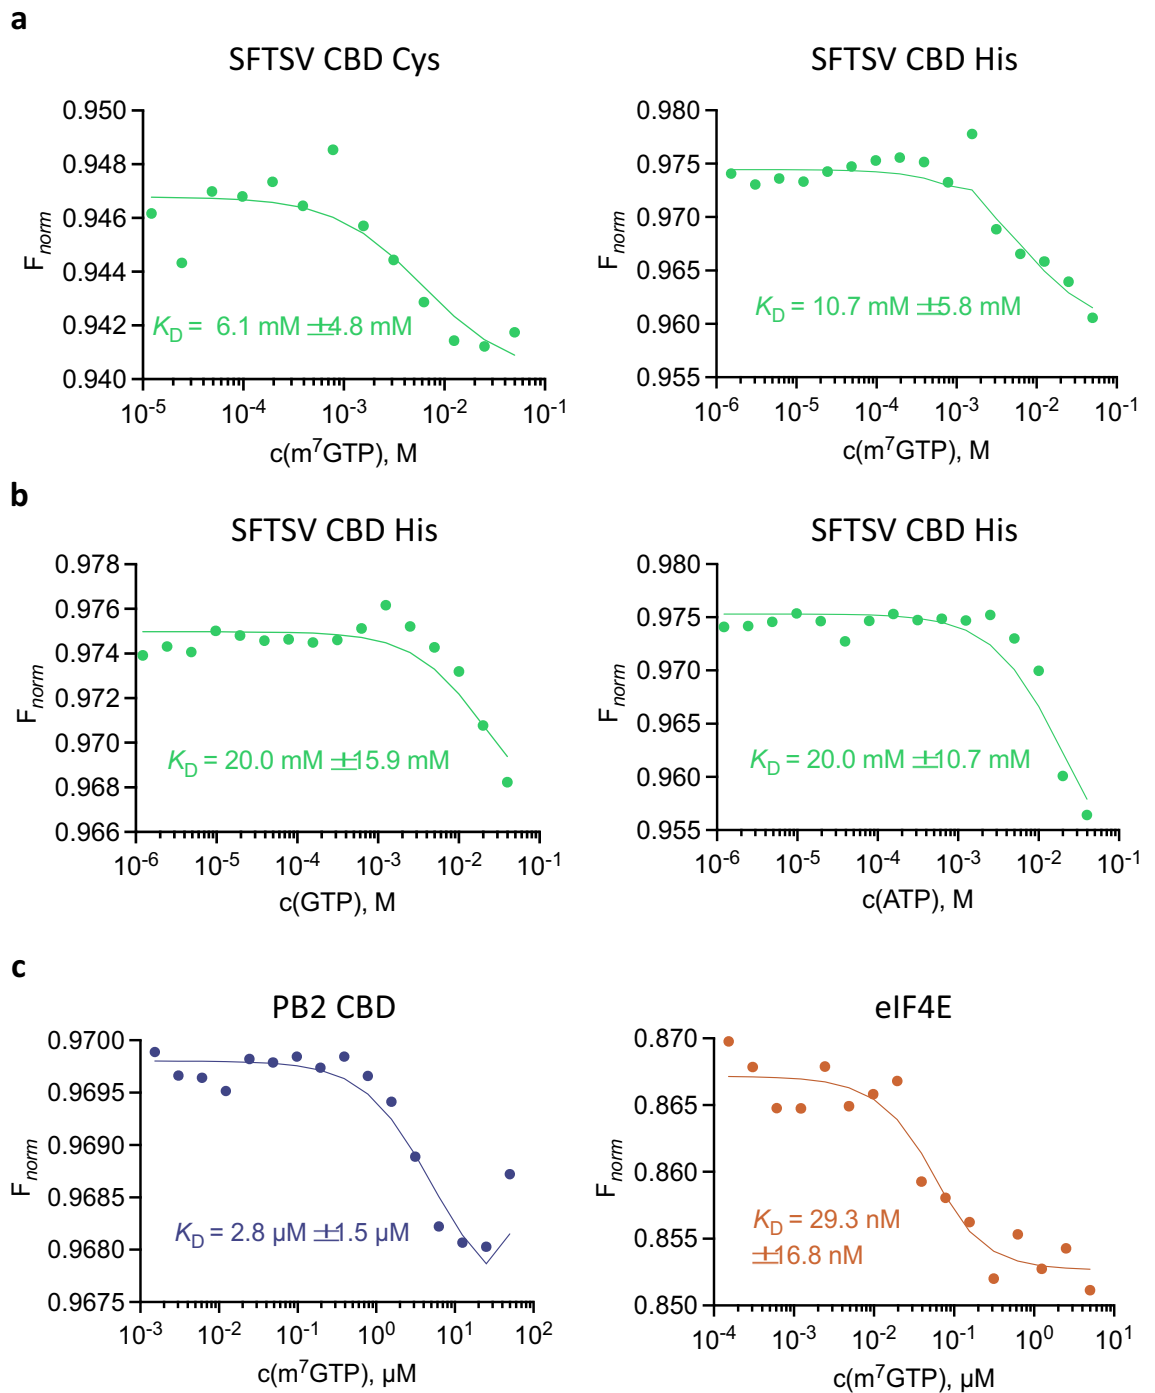 a
SFTSV CBD Cys
0.950
0.948
0.946
0.944
0.942
0.940
Fnorm
KD = 6.1 mM ±4.8 mM
10-5 10-4 10-3 10-2 10-1
c(m7GTP), M
SFTSV CBD His
0.980
0.975
0.970
0.965
0.960
0.955
Fnorm
KD = 10.7 mM ±5.8 mM
10-6 10-5 10-4 10-3 10-2 10-1
c(m7GTP), M
b
SFTSV CBD His
0.978
0.976
0.974
0.972
0.970
0.968
0.966
Fnorm
KD = 20.0 mM ±15.9 mM
10-6 10-5 10-4 10-3 10-2 10-1
c(GTP), M
SFTSV CBD His
0.980
0.975
0.970
0.965
0.960
0.955
Fnorm
KD = 20.0 mM ±10.7 mM
10-6 10-5 10-4 10-3 10-2 10-1
c(ATP), M
c
PB2 CBD
0.9700
0.9695
0.9690
0.9685
0.9680
0.9675
Fnorm
KD = 2.8 µM ±1.5 µM
10-3 10-2 10-1 100 101 102
c(m7GTP), µM
eIF4E
0.870
0.865
0.860
0.855
0.850
Fnorm
KD = 29.3 nM
±16.8 nM
10-4 10-3 10-2 10-1 100 101
c(m7GTP), µM